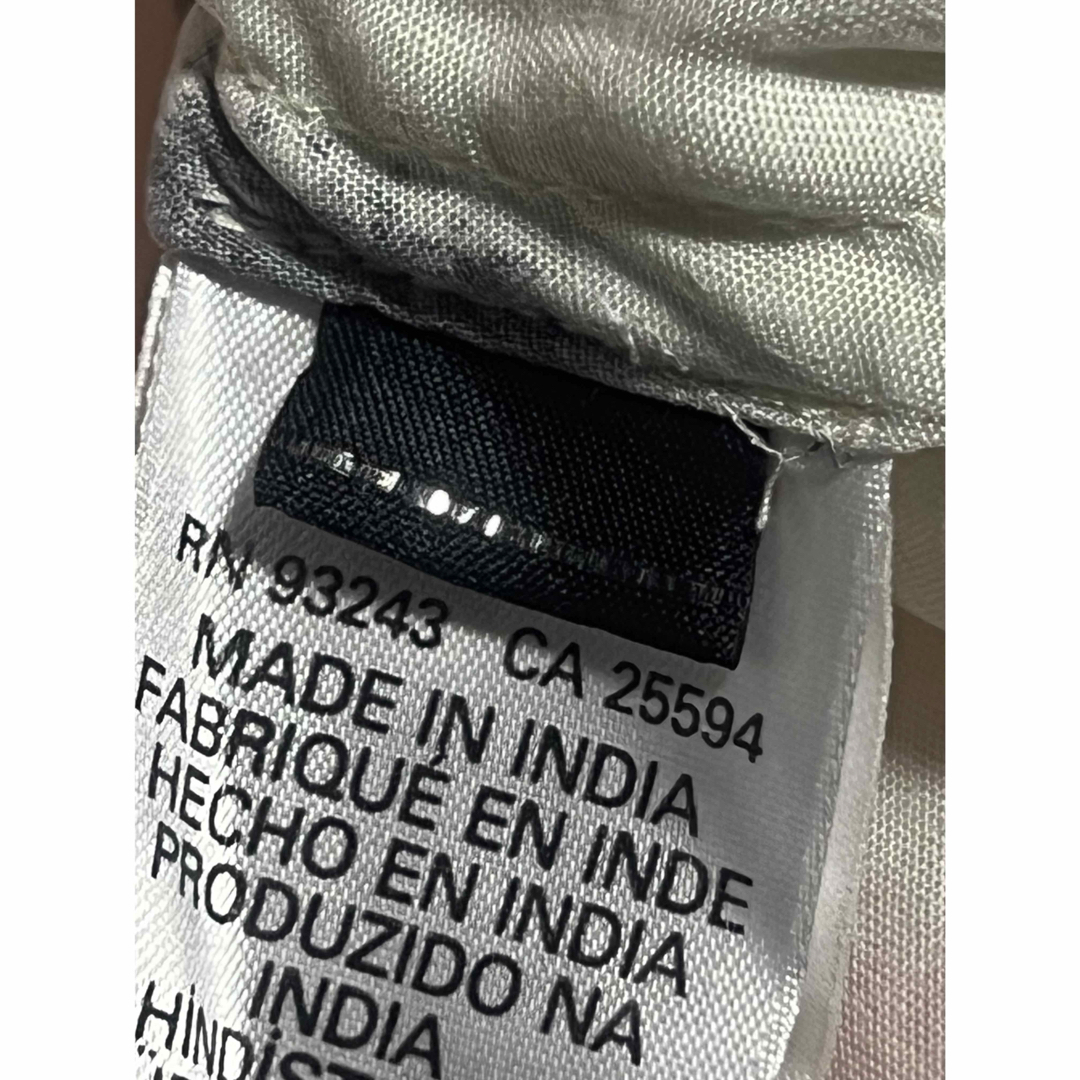 RN 93243 CA 25594
MADE IN INDIA
FABRIQUÉ EN INDE
HECHO EN INDIA
PRODUZIDO NA
INDIA